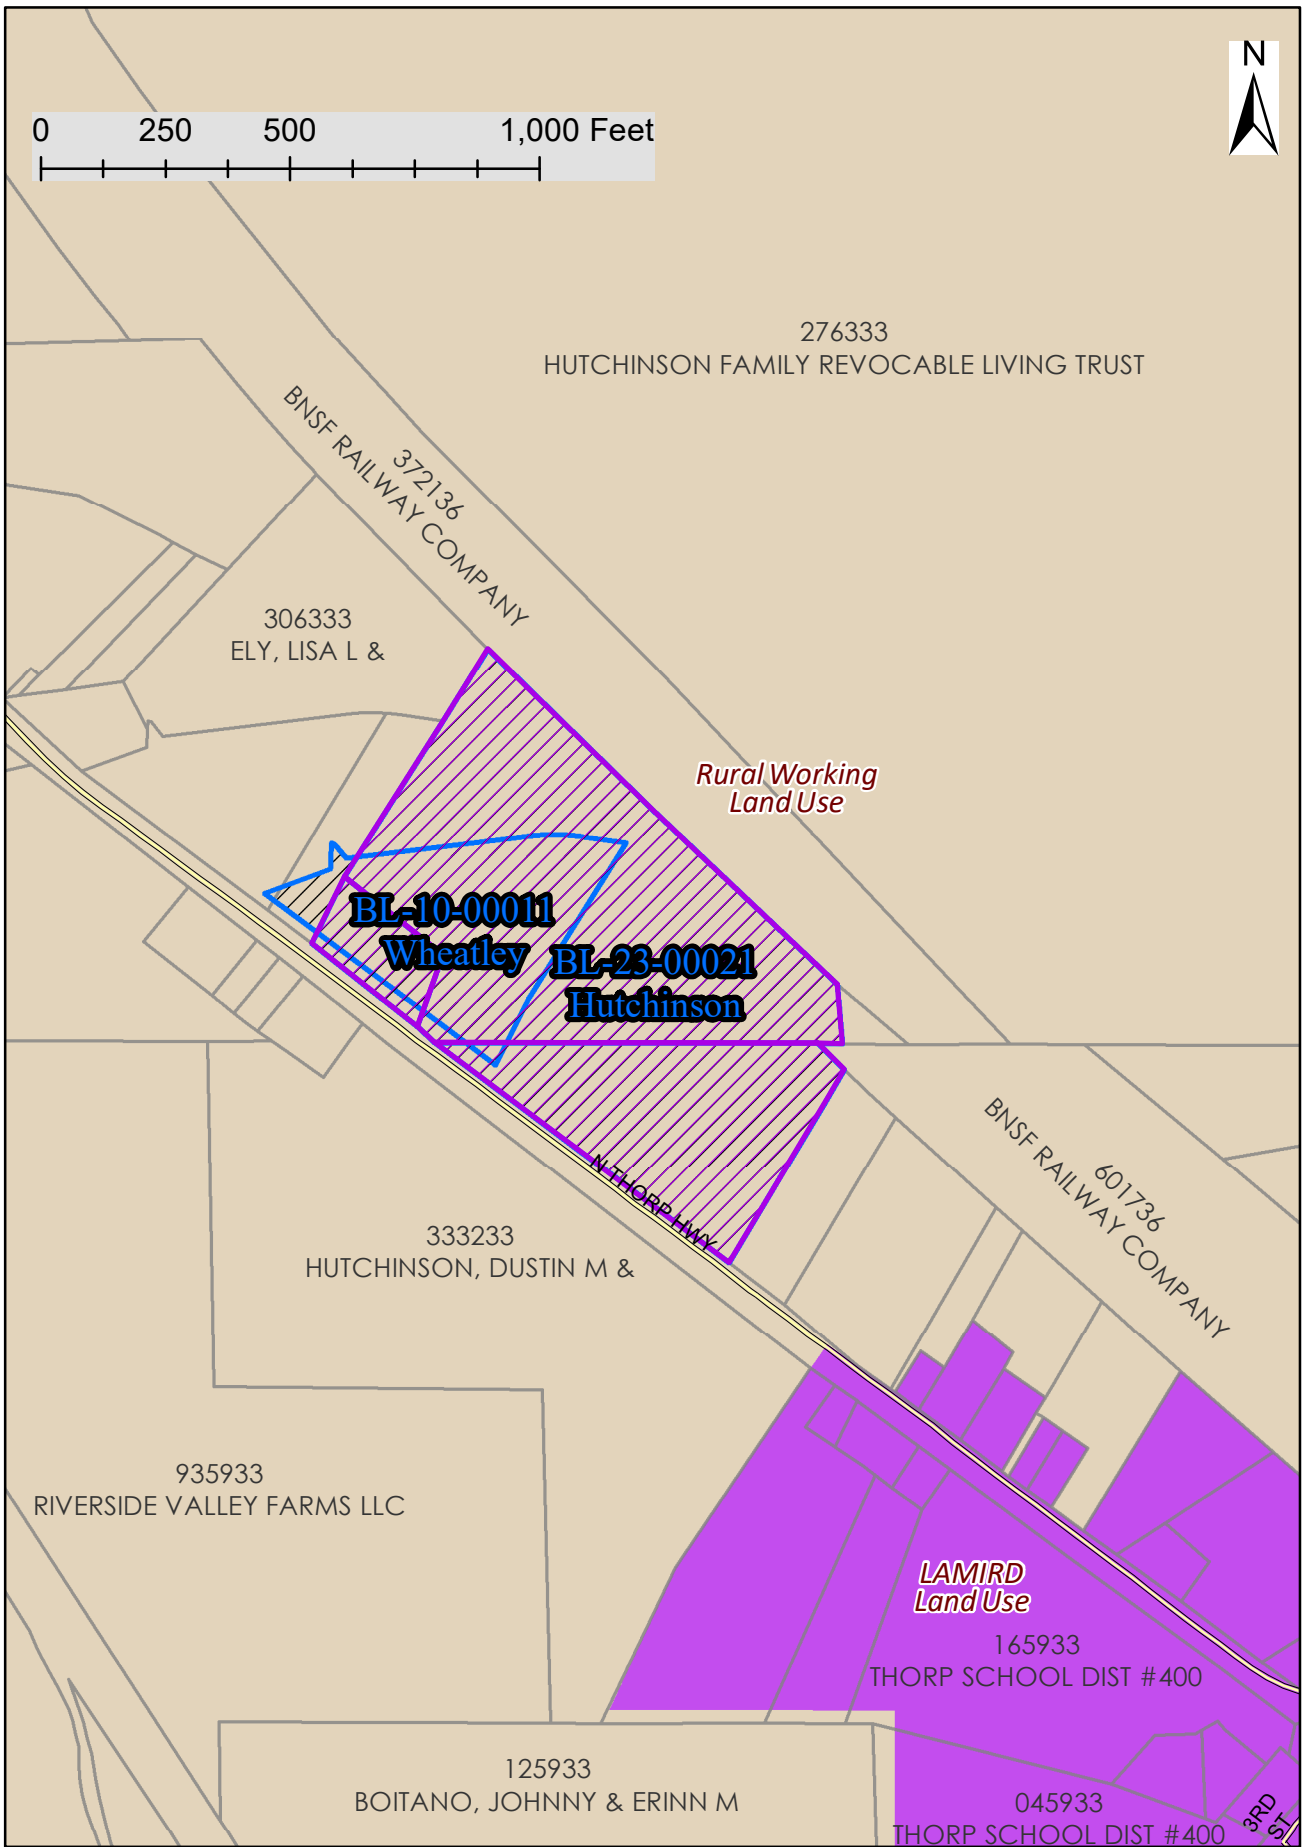 N
0 250 500 1,000 Feet
276333
HUTCHINSON FAMILY REVOCABLE LIVING TRUST
372136
BNSF RAILWAY COMPANY
306333
ELY, LISA L &
Rural Working
Land Use
BL-10-00011
Wheatley
BL-23-00021
Hutchinson
N THORP HWY
601736
BNSF RAILWAY COMPANY
333233
HUTCHINSON, DUSTIN M &
935933
RIVERSIDE VALLEY FARMS LLC
LAMIRD
Land Use
165933
THORP SCHOOL DIST #400
125933
BOITANO, JOHNNY & ERINN M
045933
THORP SCHOOL DIST #400
3RD
ST